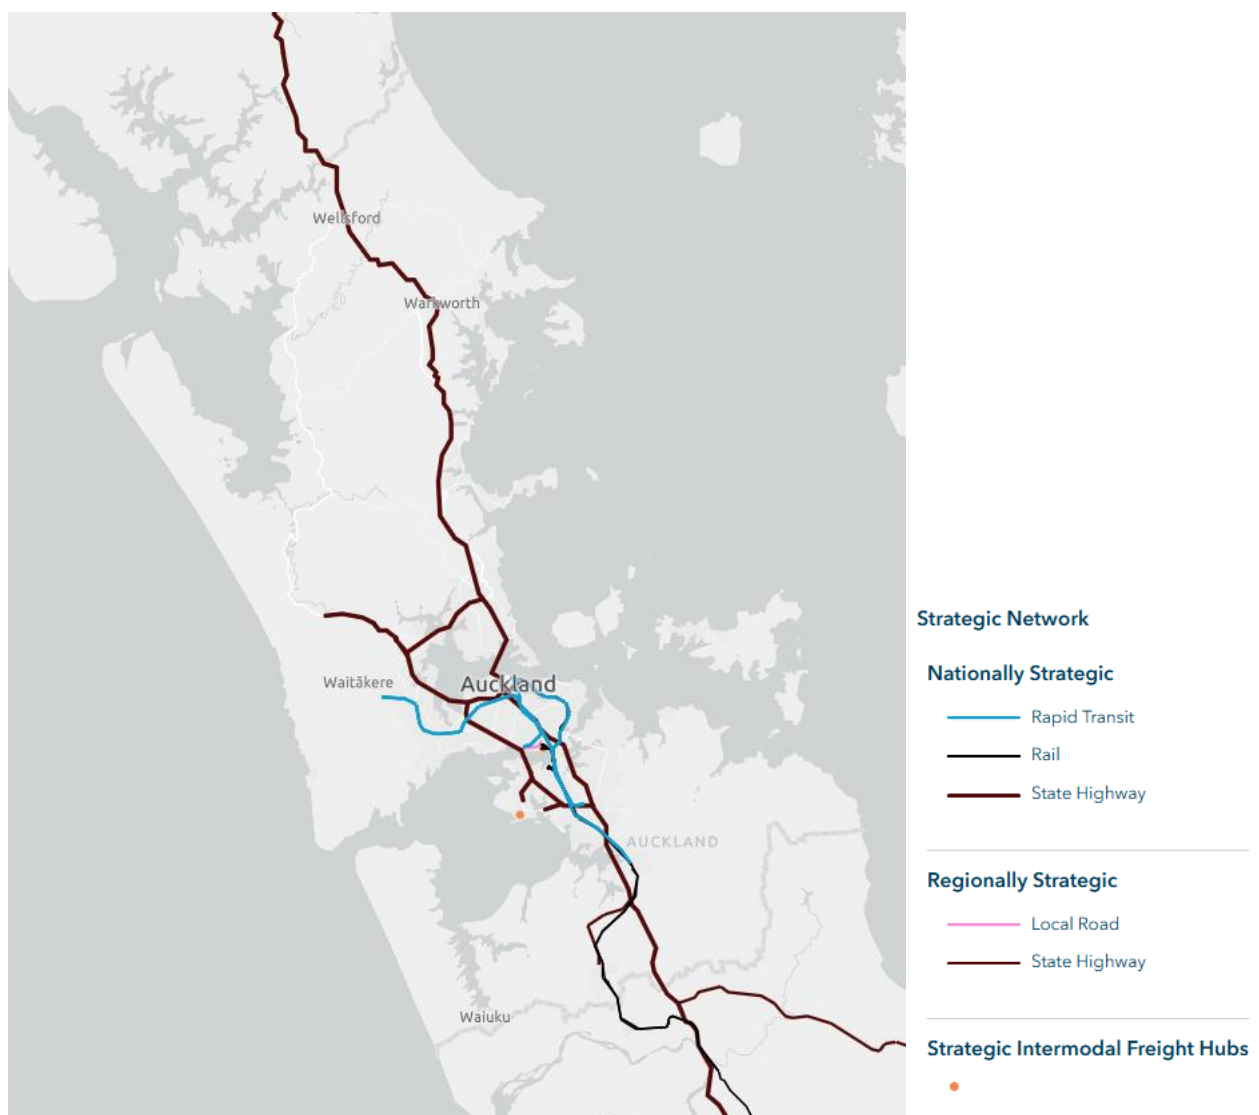 Wellsford
Warkworth
Waitākere
Auckland
AUCKLAND
Waiuku
Strategic Network
Nationally Strategic
Rapid Transit
Rail
State Highway
Regionally Strategic
Local Road
State Highway
Strategic Intermodal Freight Hubs